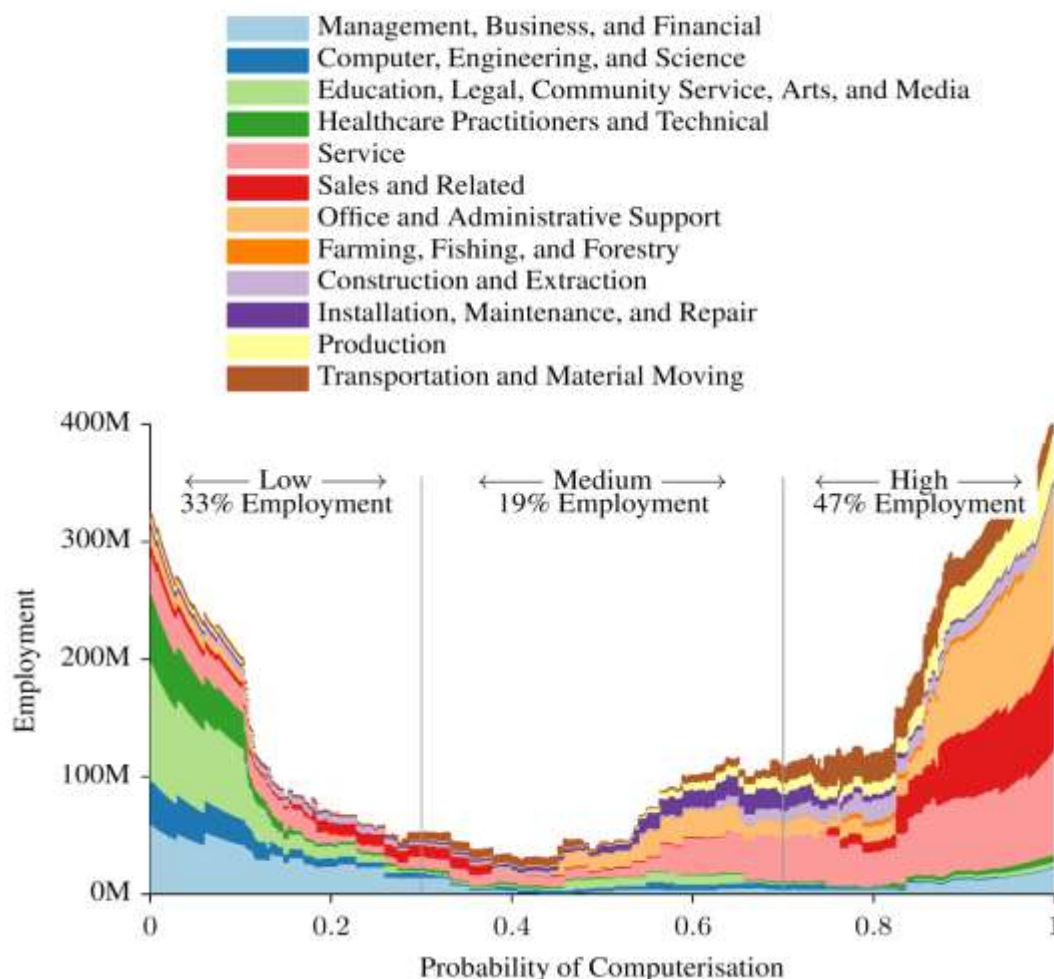 Management, Business, and Financial
Computer, Engineering, and Science
Education, Legal, Community Service, Arts, and Media
Healthcare Practitioners and Technical
Service
Sales and Related
Office and Administrative Support
Farming, Fishing, and Forestry
Construction and Extraction
Installation, Maintenance, and Repair
Production
Transportation and Material Moving
400M
← Low →
33% Employment
← Medium →
19% Employment
← High →
47% Employment
300M
200M
100M
0M
Employment
0
0.2
0.4
0.6
0.8
1
Probability of Computerisation